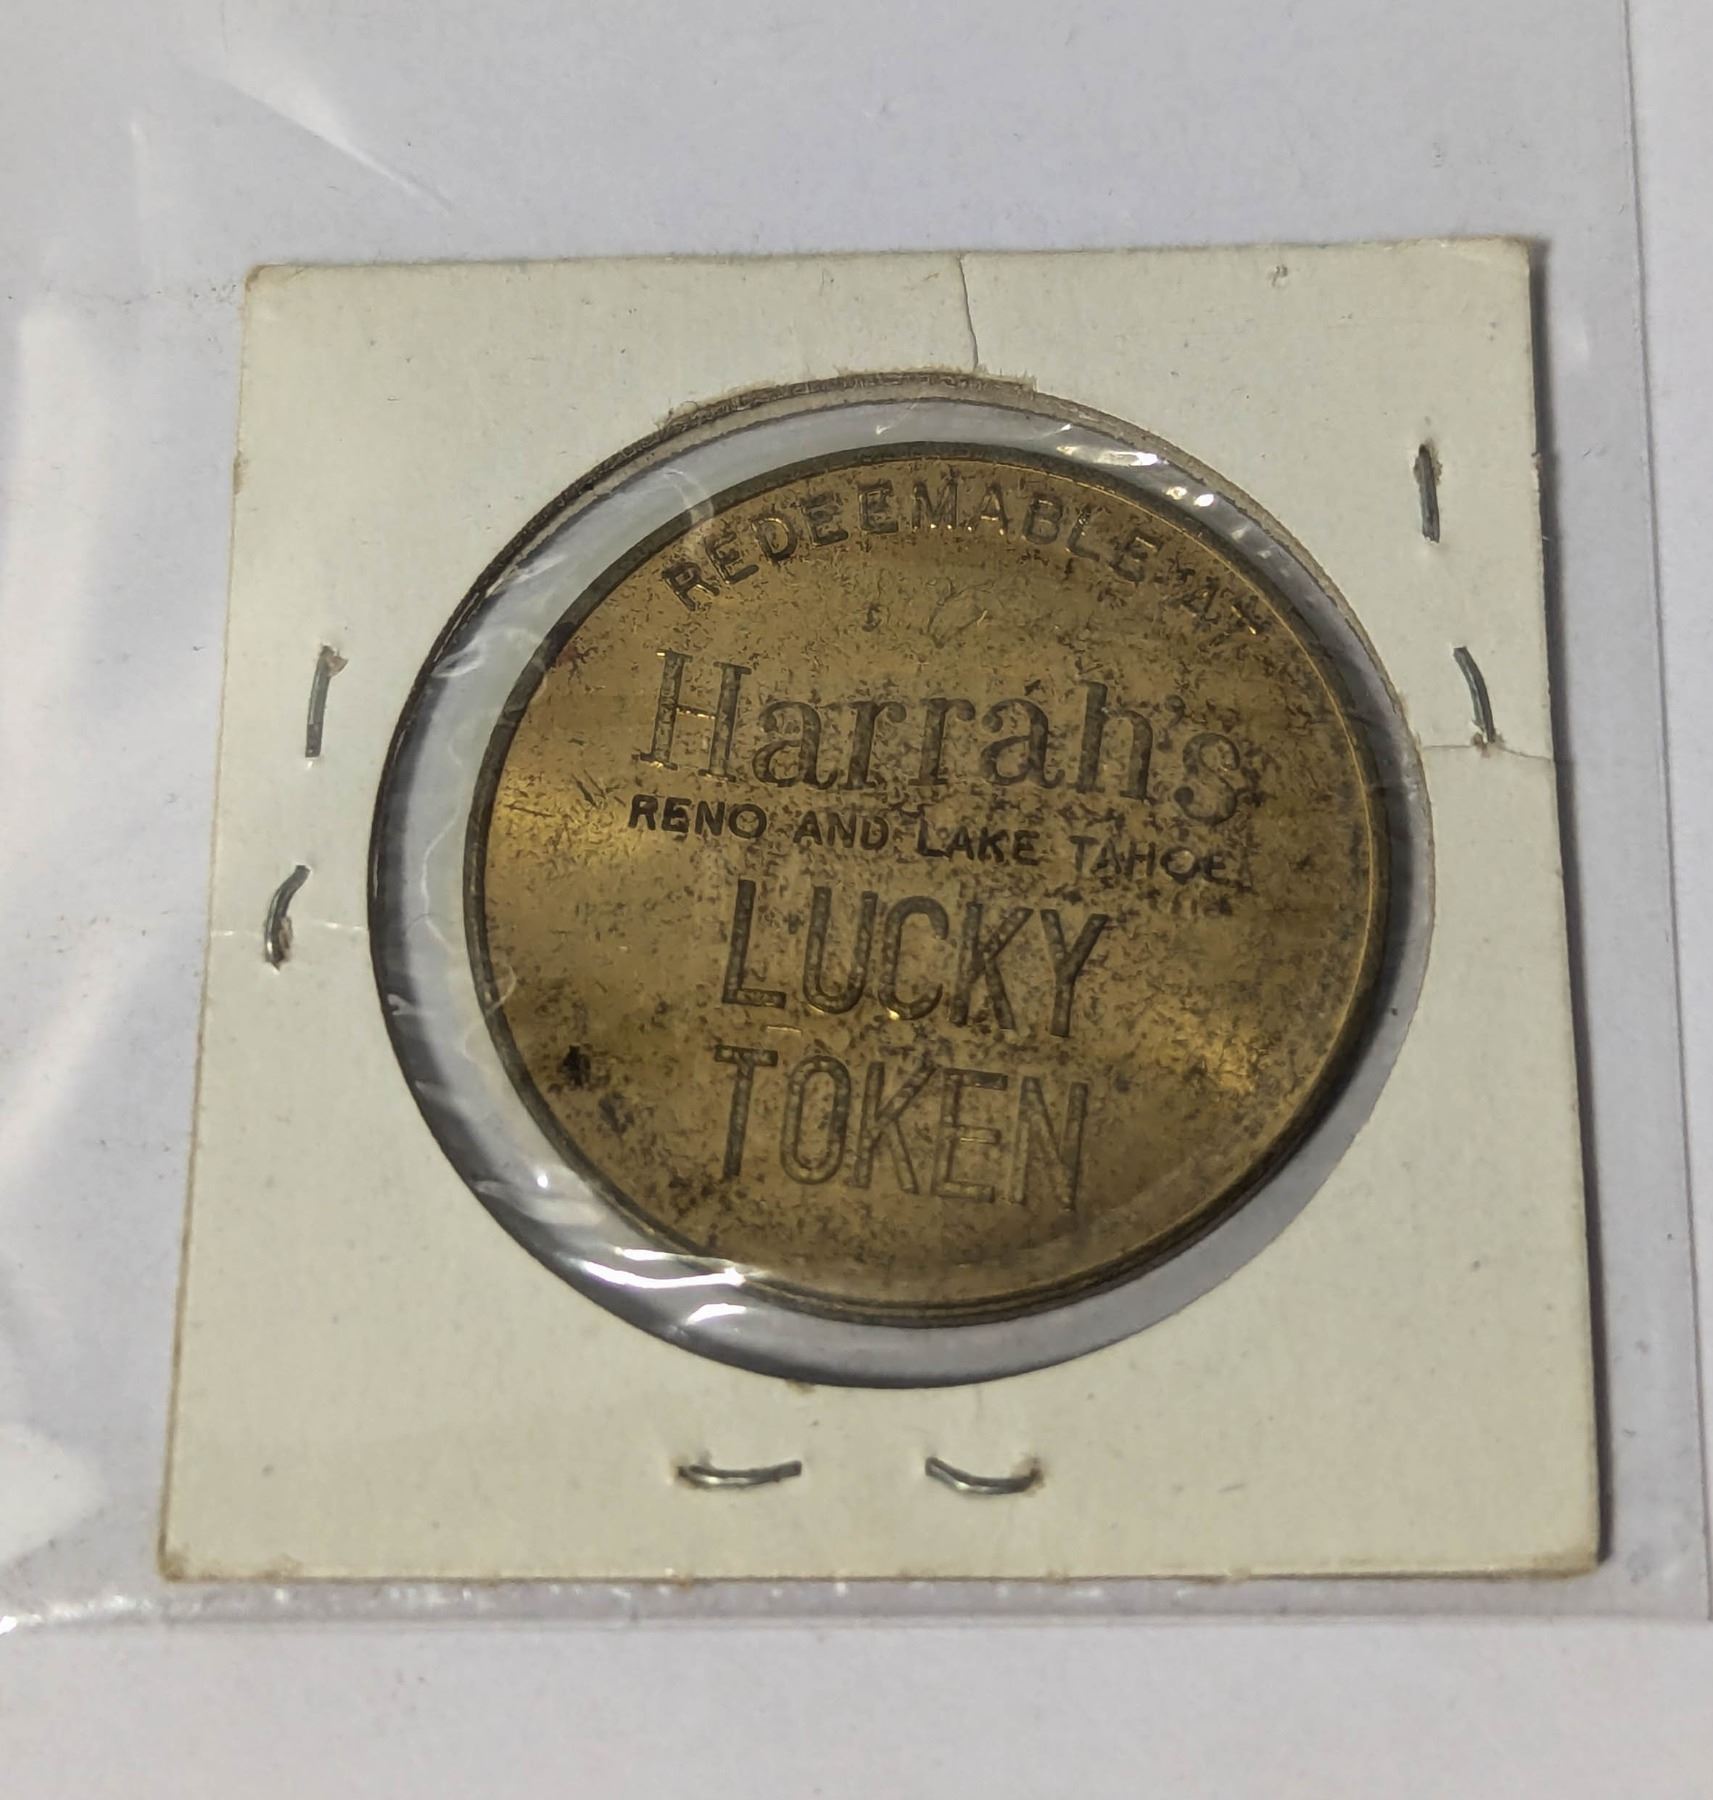 REDEEMABLE AT
Harrah's
RENO AND LAKE TAHOE
LUCKY
TOKEN